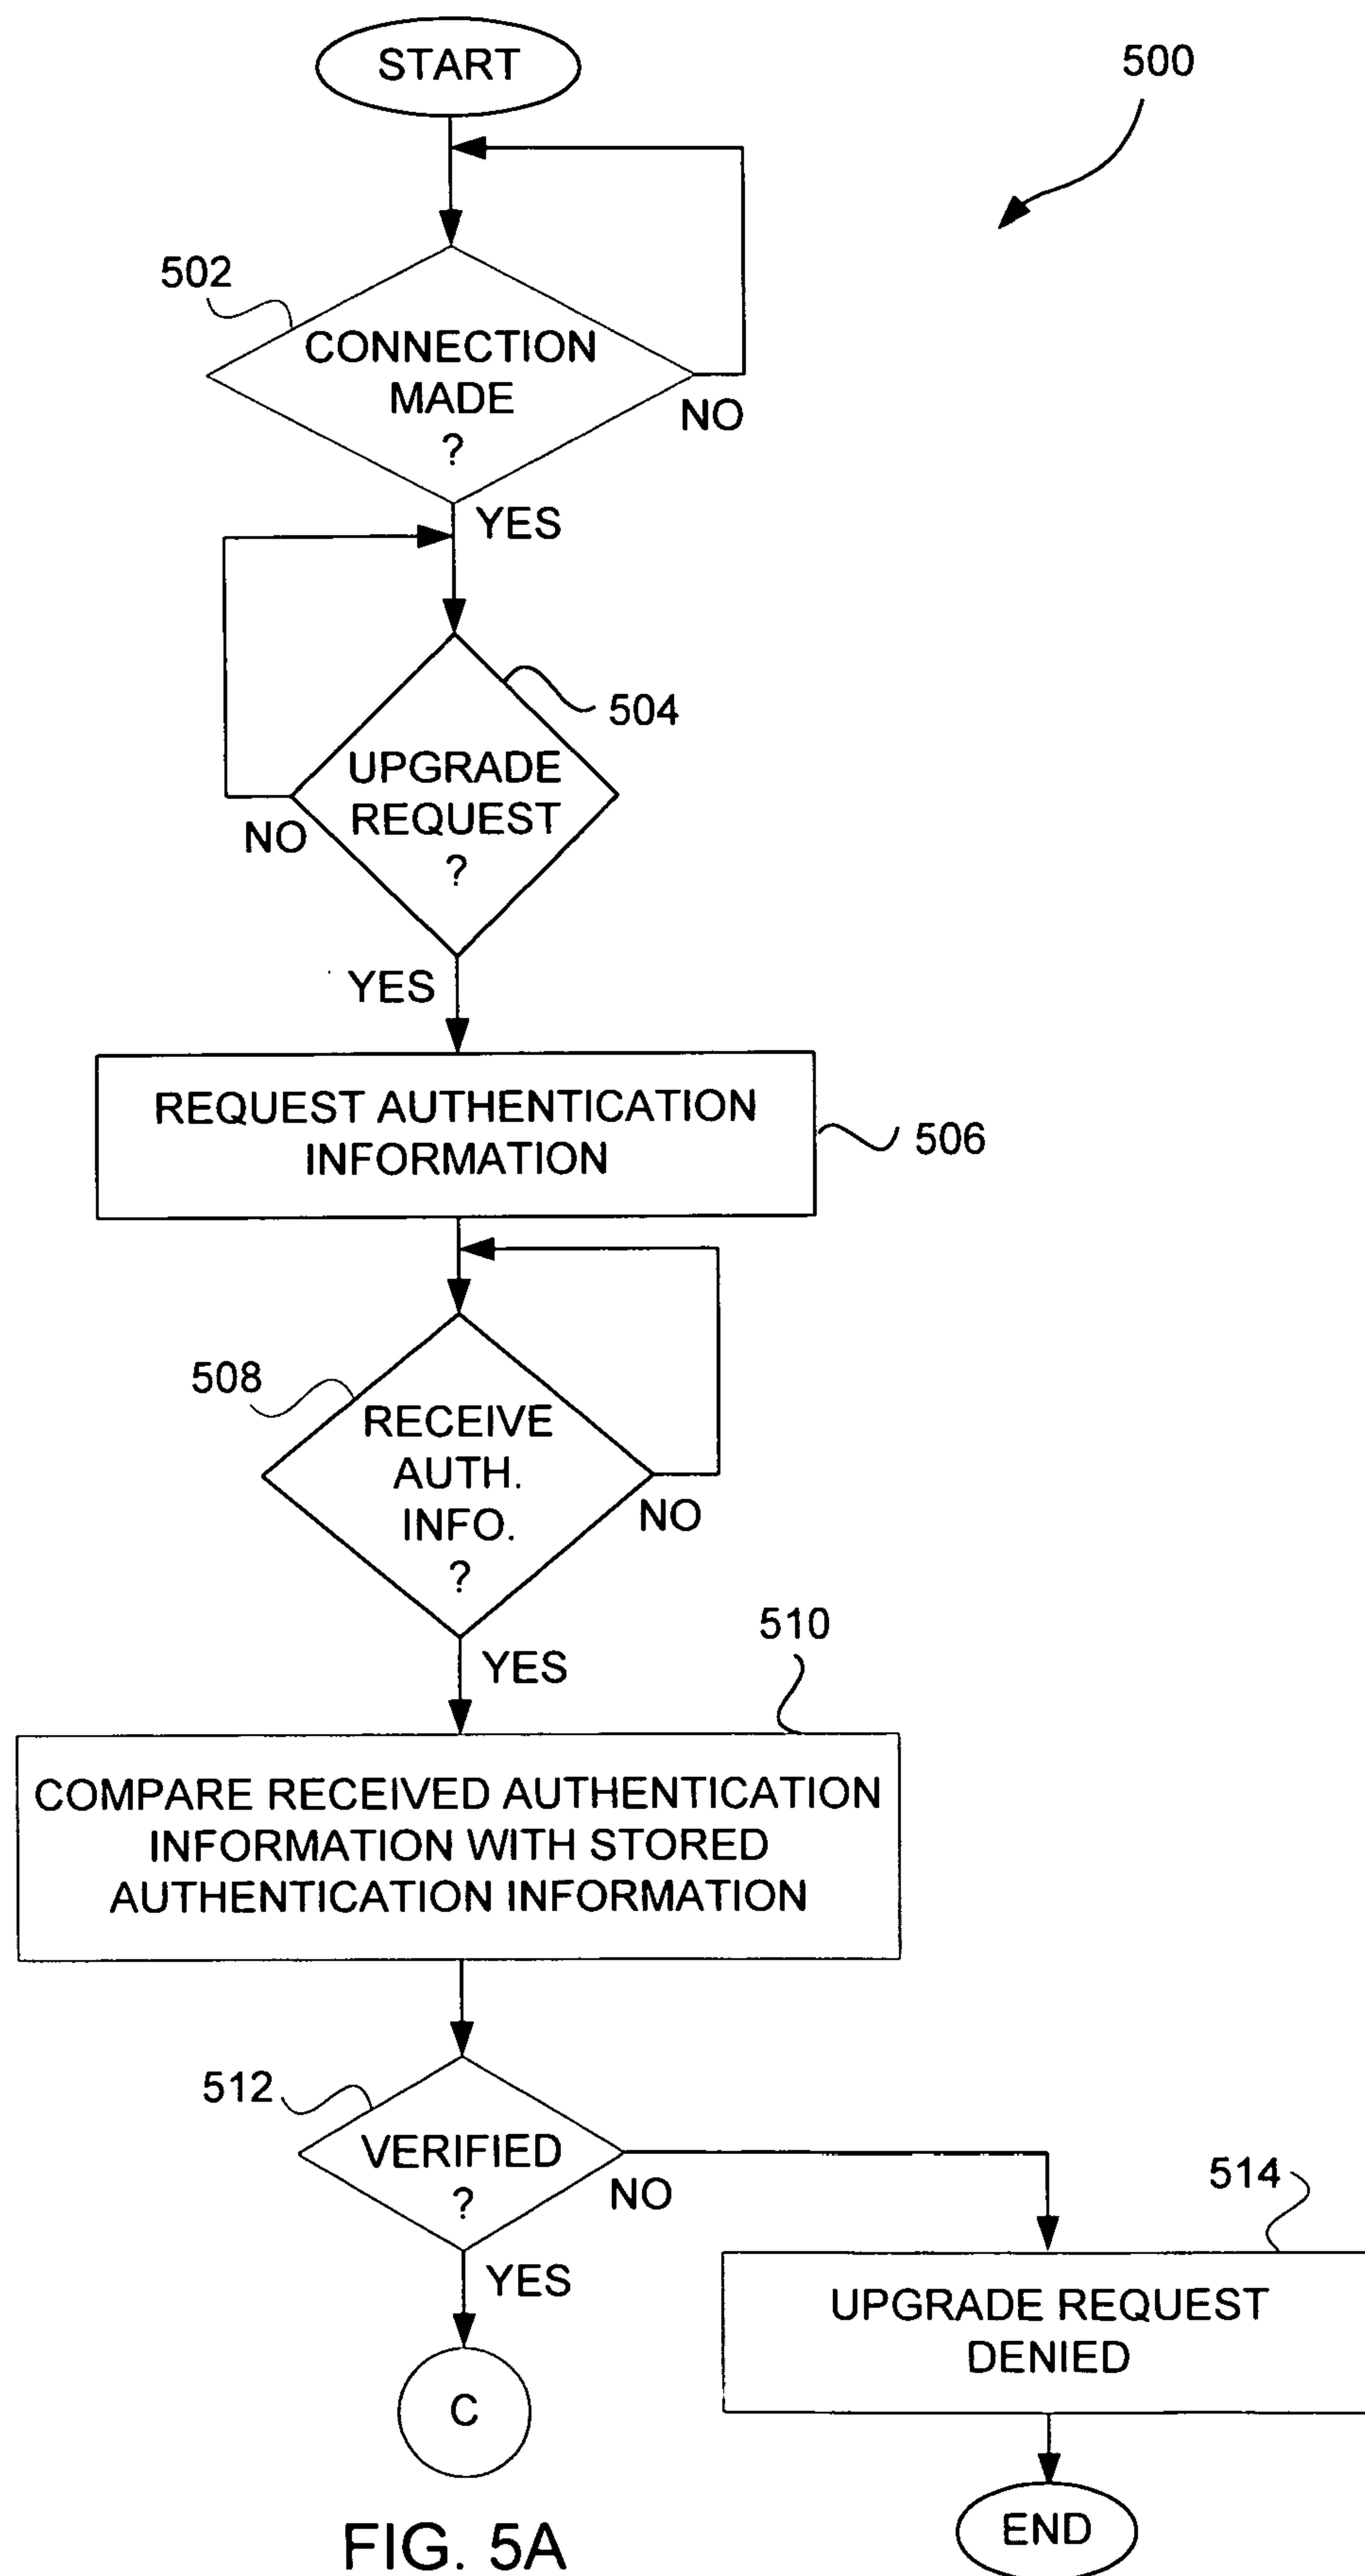 START
500
502
CONNECTION
MADE
?
NO
YES
504
UPGRADE
REQUEST
?
NO
YES
REQUEST AUTHENTICATION
INFORMATION
506
508
RECEIVE
AUTH.
INFO.
?
NO
YES
510
COMPARE RECEIVED AUTHENTICATION
INFORMATION WITH STORED
AUTHENTICATION INFORMATION
512
VERIFIED
?
NO
YES
514
UPGRADE REQUEST
DENIED
C
END
FIG. 5A